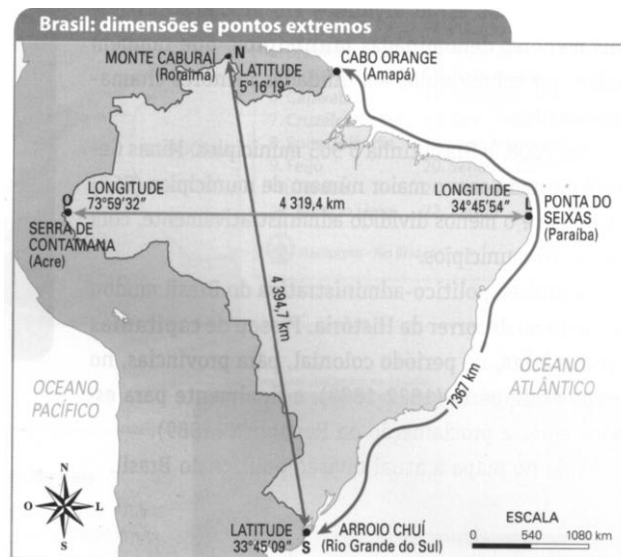 Brasil: dimensões e pontos extremos
MONTE CABURAÍ
(Roraima)
N
LATITUDE
5°16'19"
CABO ORANGE
(Amapá)
O
LONGITUDE
73°59'32"
SERRA DE
CONTAMANA
(Acre)
4 319,4 km
LONGITUDE
34°45'54"
L
PONTA DO
SEIXAS
(Paraíba)
4 394,7 km
7367 km
OCEANO
PACÍFICO
OCEANO
ATLÂNTICO
N
O
L
S
LATITUDE
33°45'09"
S
ARROIO CHUÍ
(Rio Grande do Sul)
ESCALA
0 540 1080 km